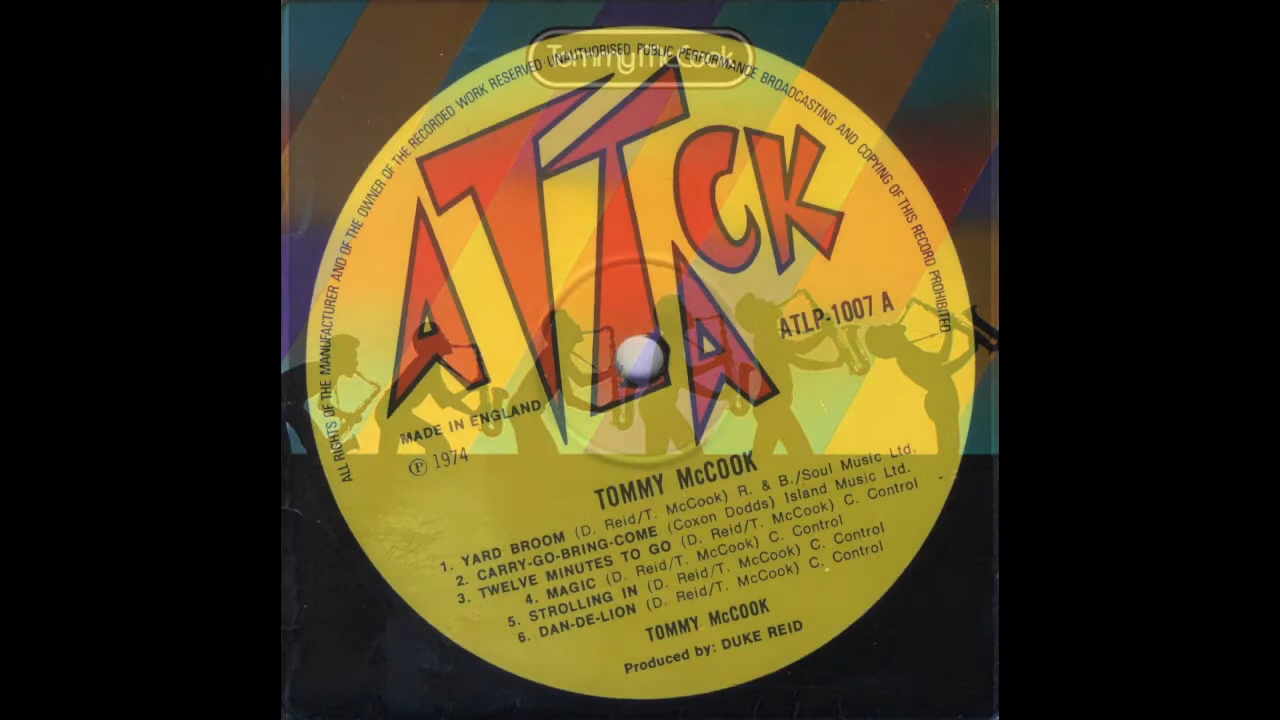 Tommy McCook
ALL RIGHTS OF THE MANUFACTURER AND OF THE OWNER OF THE RECORDED WORK RESERVED · UNAUTHORISED PUBLIC PERFORMANCE BROADCASTING AND COPYING OF THIS RECORD PROHIBITED
ATTACK
ATLP-1007 A
MADE IN ENGLAND
Ⓟ 1974
TOMMY McCOOK
1. YARD BROOM (D. Reid/T. McCook) R. & B./Soul Music Ltd.
2. CARRY-GO-BRING-COME (Coxon Dodds) Island Music Ltd.
3. TWELVE MINUTES TO GO (D. Reid/T. McCook) C. Control
4. MAGIC (D. Reid/T. McCook) C. Control
5. STROLLING IN (D. Reid/T. McCook) C. Control
6. DAN-DE-LION (D. Reid/T. McCook) C. Control
TOMMY McCOOK
Produced by: DUKE REID